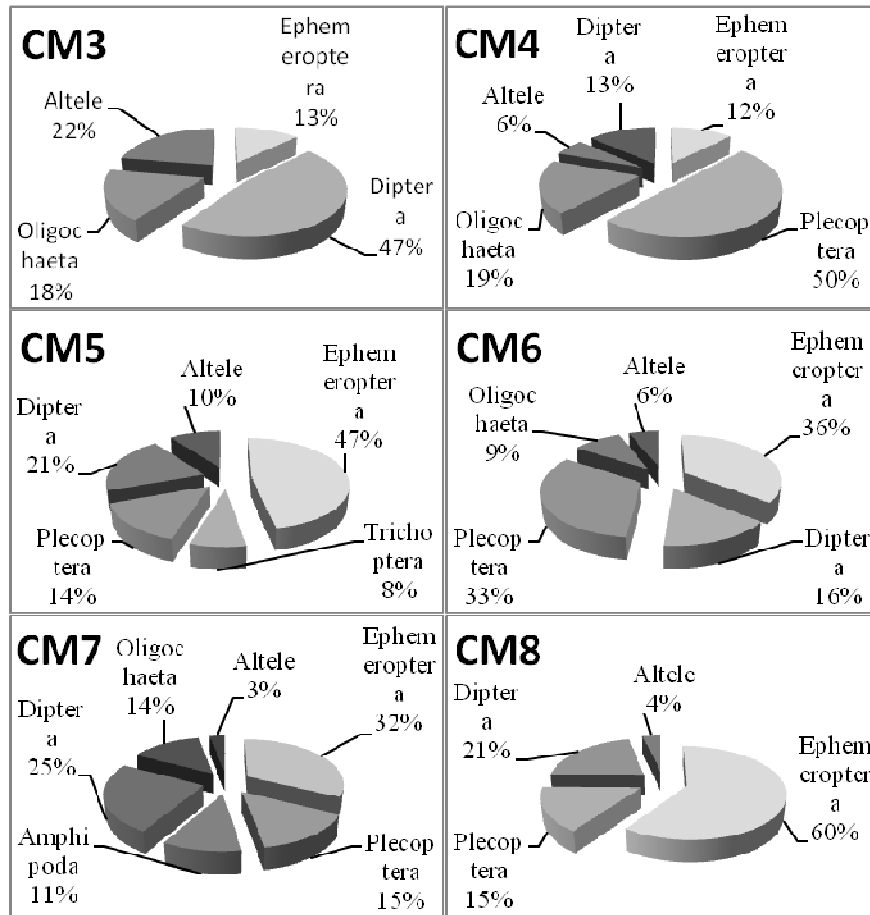 CM3
Ephem
eropte
ra
13%
Altele
22%
Dipter
a
47%
Oligoc
haeta
18%
CM4
Dipter
a
13%
Ephem
eropter
a
12%
Altele
6%
Oligoc
haeta
19%
Plecop
tera
50%
CM5
Altele
10%
Ephem
eropter
a
47%
Dipter
a
21%
Plecop
tera
14%
Tricho
ptera
8%
CM6
Oligoc
haeta
9%
Altele
6%
Ephem
eropter
a
36%
Plecop
tera
33%
Dipter
a
16%
CM7
Oligoc
haeta
14%
Altele
3%
Ephem
eropter
a
32%
Dipter
a
25%
Amphi
poda
11%
Plecop
tera
15%
CM8
Dipter
a
21%
Altele
4%
Ephem
eropter
a
60%
Plecop
tera
15%